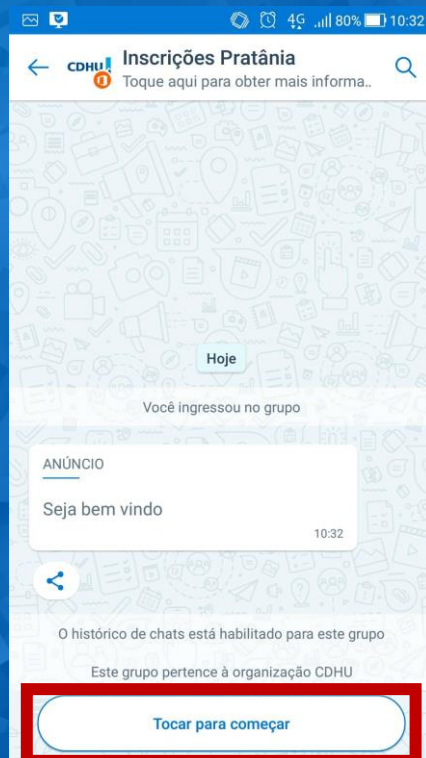 4G 80% 10:32
CDHU!
Inscrições Pratânia
Toque aqui para obter mais informa..
Hoje
Você ingressou no grupo
ANÚNCIO
Seja bem vindo
10:32
O histórico de chats está habilitado para este grupo
Este grupo pertence à organização CDHU
Tocar para começar